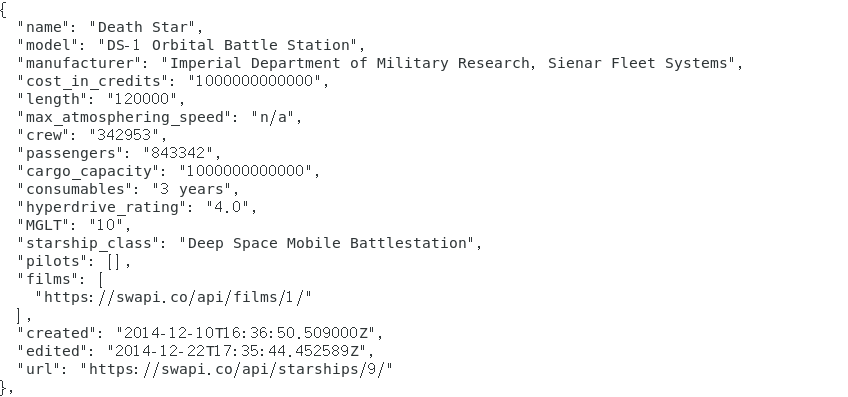 {
  "name": "Death Star",
  "model": "DS-1 Orbital Battle Station",
  "manufacturer": "Imperial Department of Military Research, Sienar Fleet Systems",
  "cost_in_credits": "1000000000000",
  "length": "120000",
  "max_atmosphering_speed": "n/a",
  "crew": "342953",
  "passengers": "843342",
  "cargo_capacity": "1000000000000",
  "consumables": "3 years",
  "hyperdrive_rating": "4.0",
  "MGLT": "10",
  "starship_class": "Deep Space Mobile Battlestation",
  "pilots": [],
  "films": [
    "https://swapi.co/api/films/1/"
  ],
  "created": "2014-12-10T16:36:50.509000Z",
  "edited": "2014-12-22T17:35:44.452589Z",
  "url": "https://swapi.co/api/starships/9/"
},